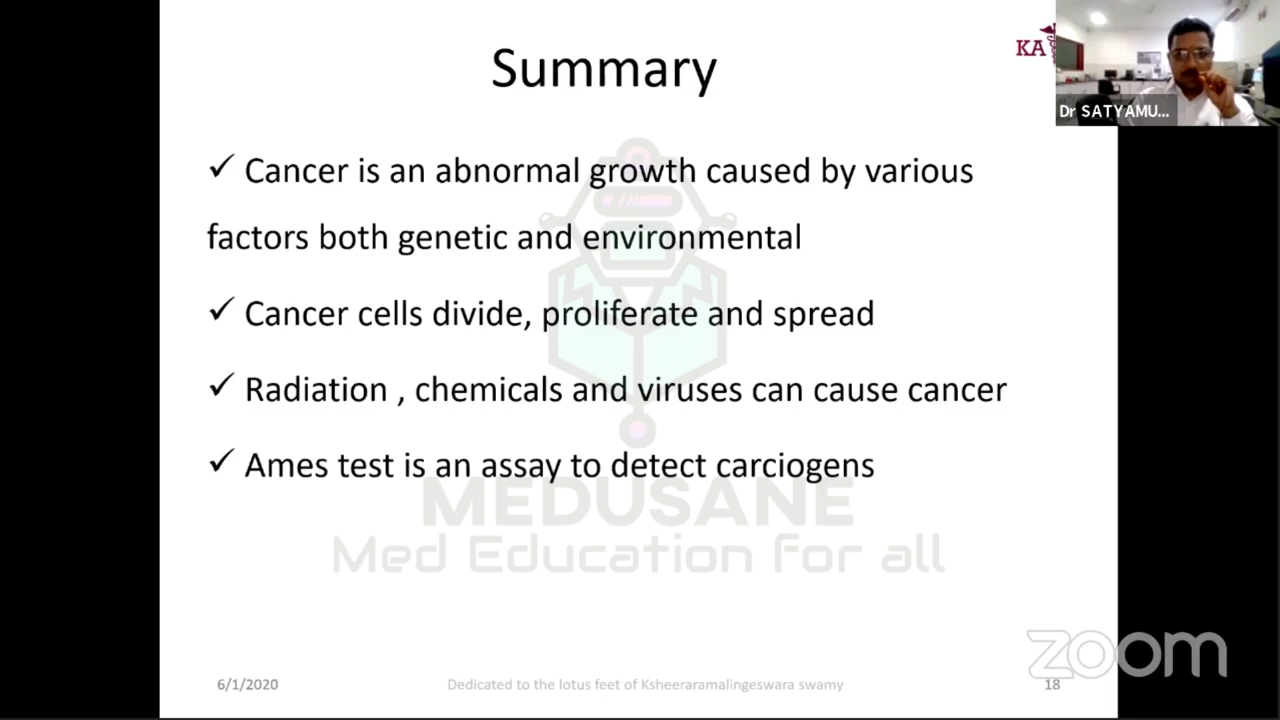 Summary
KA
Dr SATYAMU...
✓ Cancer is an abnormal growth caused by various
factors both genetic and environmental
✓ Cancer cells divide, proliferate and spread
✓ Radiation , chemicals and viruses can cause cancer
✓ Ames test is an assay to detect carciogens
MEDUSANE
Med Education for all
zoom
6/1/2020
Dedicated to the lotus feet of Ksheeraramalingeswara swamy
18